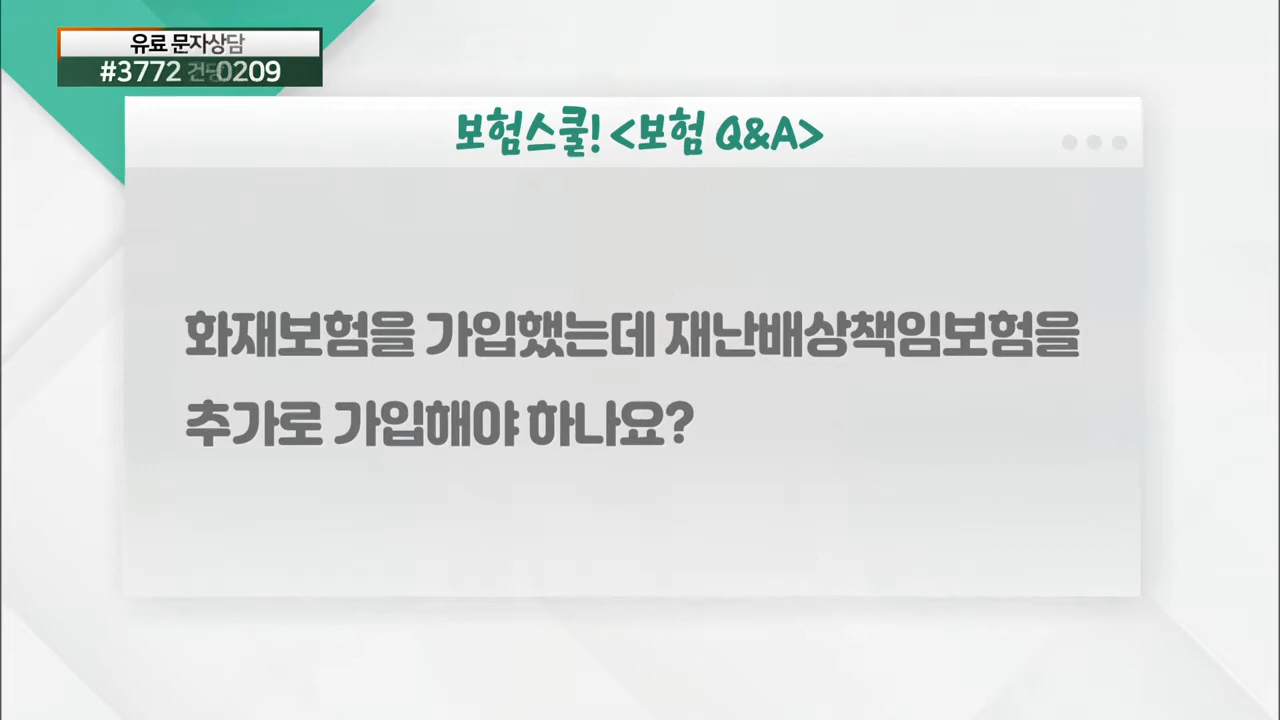 유료 문자상담
#3772 0209
보험스쿨! <보험 Q&A>
화재보험을 가입했는데 재난배상책임보험을
추가로 가입해야 하나요?